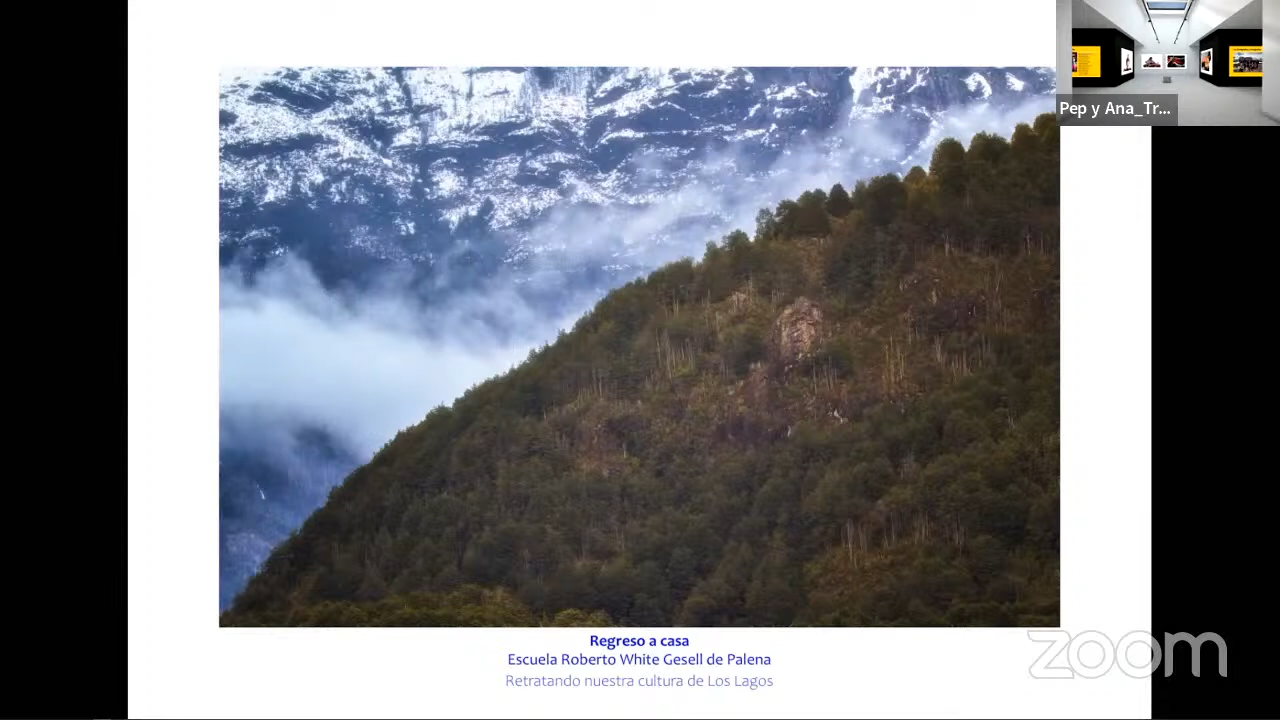 Pep y Ana_Tr...
Regreso a casa
Escuela Roberto White Gesell de Palena
Retratando nuestra cultura de Los Lagos
zoom